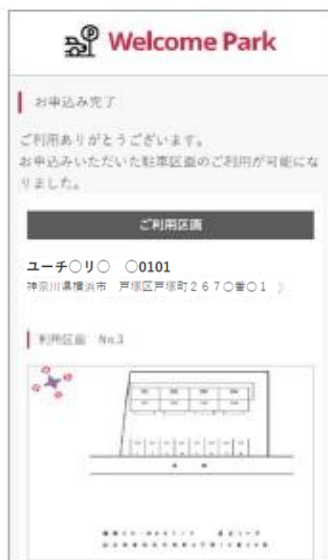 Welcome Park
お申込み完了
ご利用ありがとうございます。
お申込みいただいた駐車区画のご利用が可能にな
りました。
ご利用区画
ユーチ○リ○ ○0101
神奈川県横浜市 戸塚区戸塚町267○番○1
利用区画 No.3